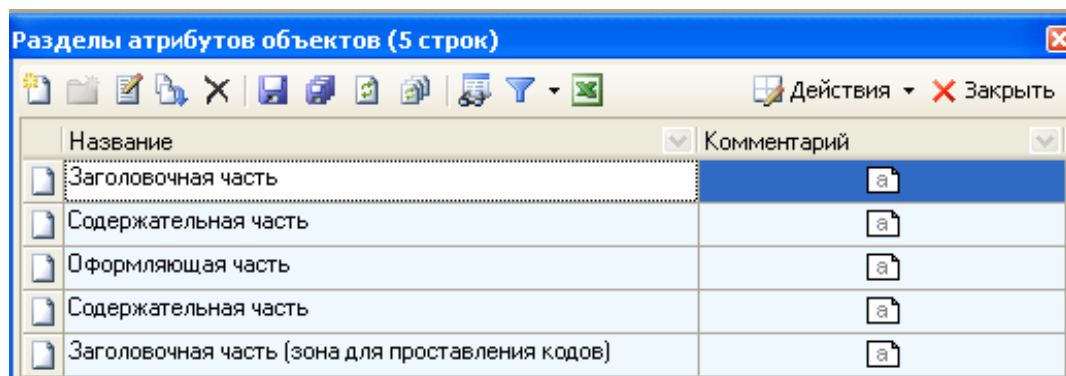 Разделы атрибутов объектов (5 строк)
Действия Закрыть
Название Комментарий
Заголовочная часть a
Содержательная часть a
Оформляющая часть a
Содержательная часть a
Заголовочная часть (зона для проставления кодов) a